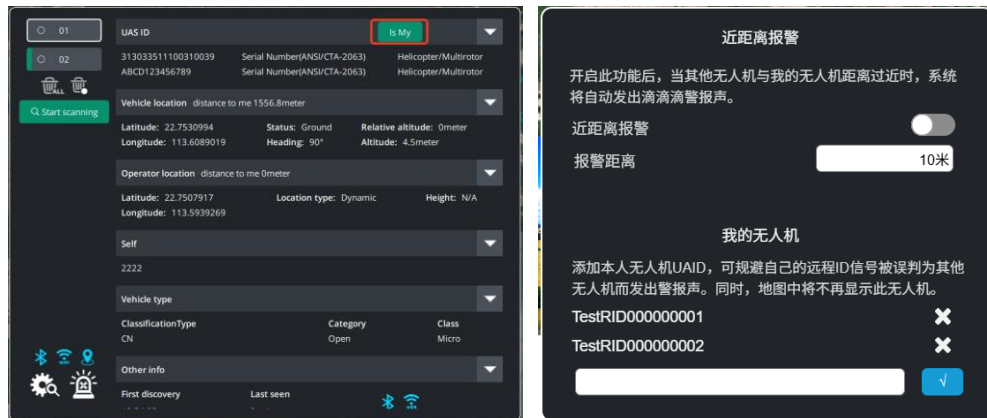 01
02
ALL
Start scanning
UAS ID
Is My
313033511100310039 Serial Number(ANSI/CTA-2063) Helicopter/Multirotor
ABCD123456789 Serial Number(ANSI/CTA-2063) Helicopter/Multirotor
Vehicle location distance to me 1556.8meter
Latitude: 22.7530994 Status: Ground Relative altitude: 0meter
Longitude: 113.6089019 Heading: 90° Altitude: 4.5meter
Operator location distance to me 0meter
Latitude: 22.7507917 Location type: Dynamic Height: N/A
Longitude: 113.5939269
Self
2222
Vehicle type
ClassificationType Category Class
CN Open Micro
Other info
First discovery Last seen
近距离报警
开启此功能后，当其他无人机与我的无人机距离过近时，系统
将自动发出滴滴滴警报声。
近距离报警
报警距离 10米
我的无人机
添加本人无人机UAID，可规避自己的远程ID信号被误判为其他
无人机而发出警报声。同时，地图中将不再显示此无人机。
TestRID000000001
TestRID000000002
√